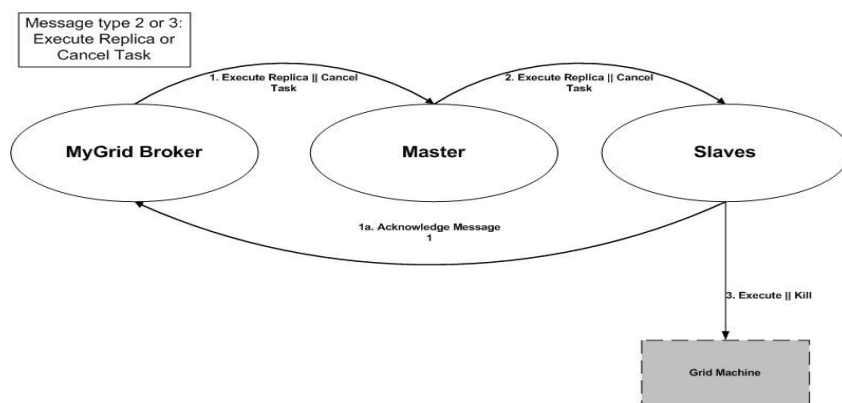 Message type 2 or 3:
Execute Replica or
Cancel Task
1. Execute Replica || Cancel
Task
2. Execute Replica || Cancel
Task
MyGrid Broker
Master
Slaves
1a. Acknowledge Message
1
3. Execute || Kill
Grid Machine